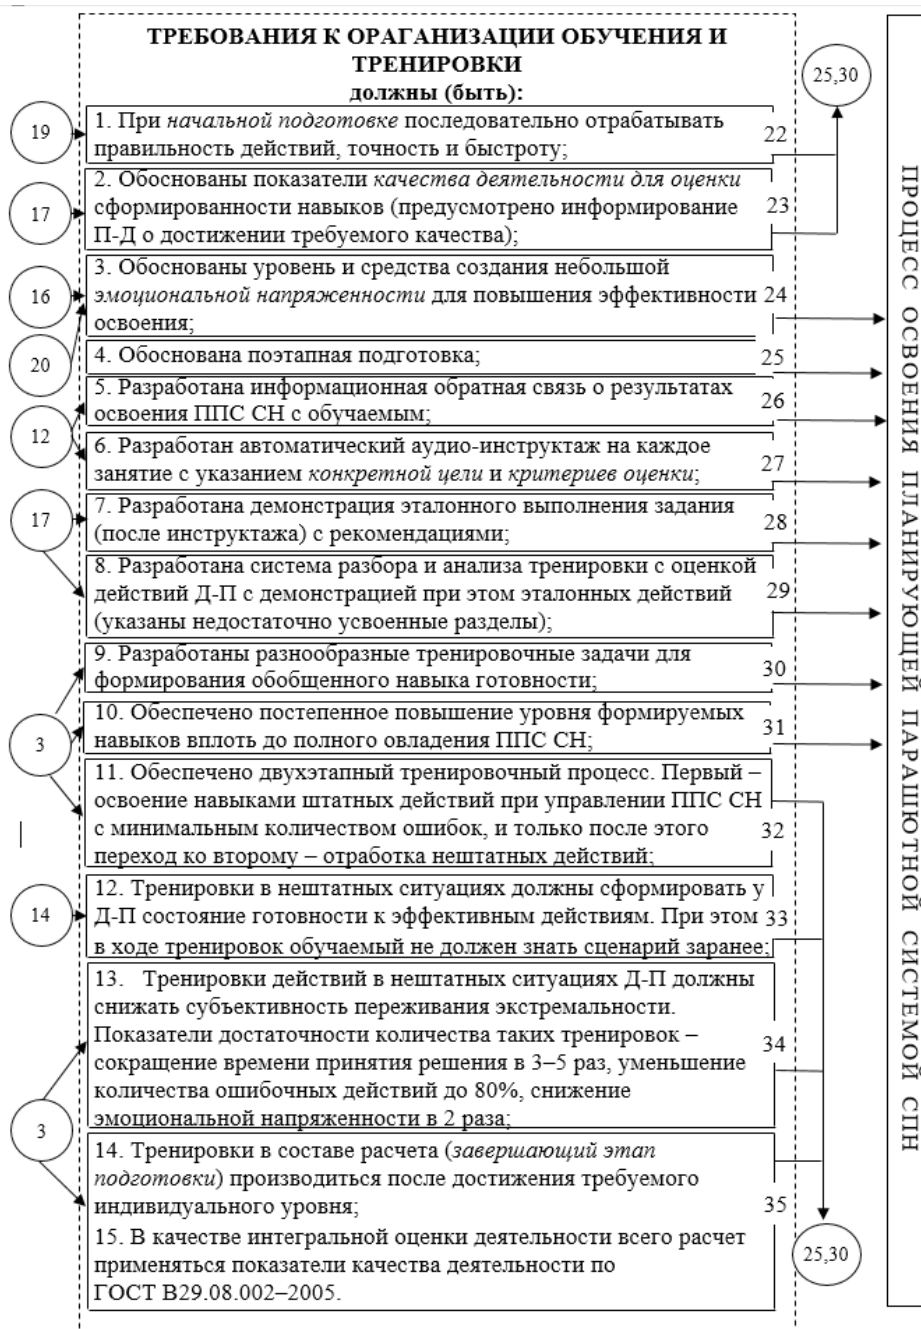 ТРЕБОВАНИЯ К ОРАГАНИЗАЦИИ ОБУЧЕНИЯ И
ТРЕНИРОВКИ
должны (быть):
25,30
19
1. При начальной подготовке последовательно отрабатывать
правильность действий, точность и быстроту;
22
17
2. Обоснованы показатели качества деятельности для оценки
сформированности навыков (предусмотрено информирование
П-Д о достижении требуемого качества);
23
16
3. Обоснованы уровень и средства создания небольшой
эмоциональной напряженности для повышения эффективности
освоения;
24
20
4. Обоснована поэтапная подготовка;
25
12
5. Разработана информационная обратная связь о результатах
освоения ППС СН с обучаемым;
26
6. Разработан автоматический аудио-инструктаж на каждое
занятие с указанием конкретной цели и критериев оценки;
27
17
7. Разработана демонстрация эталонного выполнения задания
(после инструктажа) с рекомендациями;
28
8. Разработана система разбора и анализа тренировки с оценкой
действий Д-П с демонстрацией при этом эталонных действий
(указаны недостаточно усвоенные разделы);
29
9. Разработаны разнообразные тренировочные задачи для
формирования обобщенного навыка готовности;
30
3
10. Обеспечено постепенное повышение уровня формируемых
навыков вплоть до полного овладения ППС СН;
31
11. Обеспечено двухэтапный тренировочный процесс. Первый –
освоение навыками штатных действий при управлении ППС СН
с минимальным количеством ошибок, и только после этого
переход ко второму – отработка нештатных действий;
32
14
12. Тренировки в нештатных ситуациях должны сформировать у
Д-П состояние готовности к эффективным действиям. При этом
в ходе тренировок обучаемый не должен знать сценарий заранее;
33
13. Тренировки действий в нештатных ситуациях Д-П должны
снижать субъективность переживания экстремальности.
Показатели достаточности количества таких тренировок –
сокращение времени принятия решения в 3–5 раз, уменьшение
количества ошибочных действий до 80%, снижение
эмоциональной напряженности в 2 раза;
34
3
14. Тренировки в составе расчета (завершающий этап
подготовки) производиться после достижения требуемого
индивидуального уровня;
35
15. В качестве интегральной оценки деятельности всего расчет
применяться показатели качества деятельности по
ГОСТ В29.08.002–2005.
25,30
ПРОЦЕСС ОСВОЕНИЯ ПЛАНИРУЮЩЕЙ ПАРАШЮТНОЙ СИСТЕМОЙ СПН